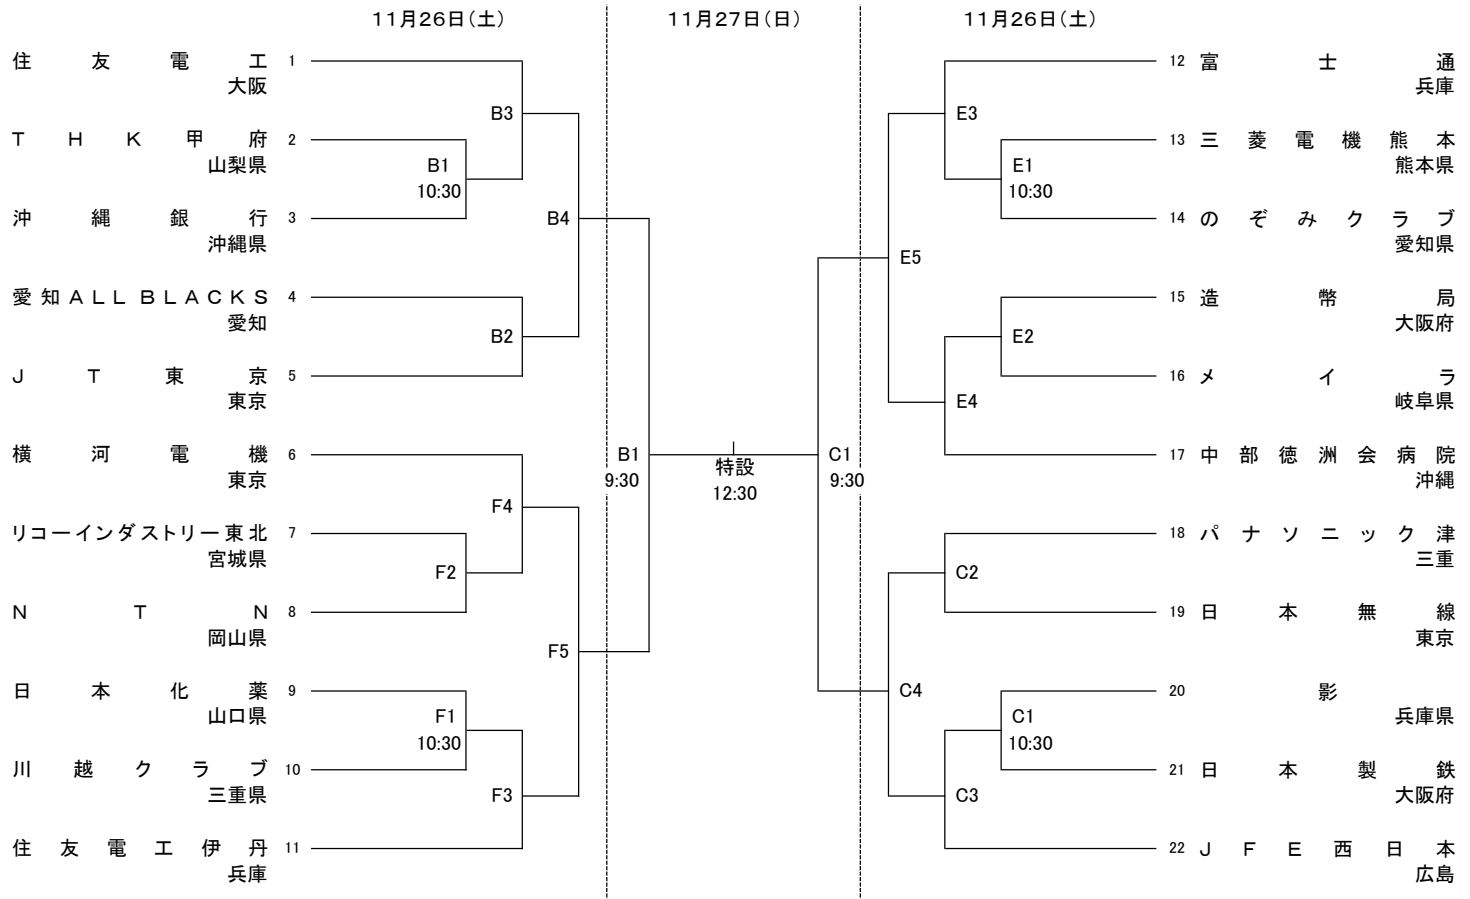 11月26日(土) 11月27日(日) 11月26日(土)
住友電工 1
大阪
THK甲府 2
山梨県
沖縄銀行 3
沖縄県
愛知ALL BLACKS 4
愛知
JT東京 5
東京
横河電機 6
東京
リコーインダストリー東北 7
宮城県
NTN 8
岡山県
日本化薬 9
山口県
川越クラブ 10
三重県
住友電工伊丹 11
兵庫
B3
B1
10:30
B4
B2
F4
F2
F5
F1
10:30
F3
B1
9:30
特設
12:30
C1
9:30
E3
E1
10:30
E5
E2
E4
C2
C4
C1
10:30
C3
12 富士通
兵庫
13 三菱電機熊本
熊本県
14 のぞみクラブ
愛知県
15 造幣局
大阪府
16 メイラ
岐阜県
17 中部徳洲会病院
沖縄
18 パナソニック津
三重
19 日本無線
東京
20 影
兵庫県
21 日本製鉄
大阪府
22 JFE西日本
広島